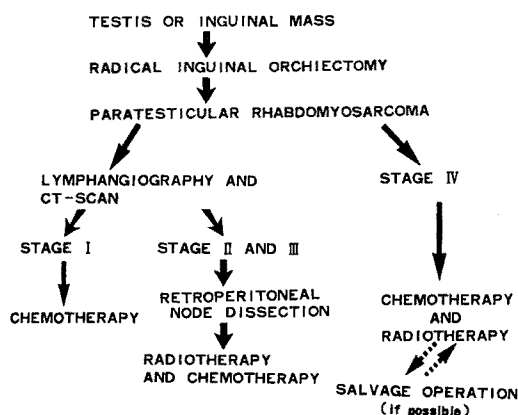 TESTIS OR INGUINAL MASS
RADICAL INGUINAL ORCHIECTOMY
PARATESTICULAR RHABDOMYOSARCOMA
LYMPHANGIOGRAPHY AND
CT-SCAN
STAGE IV
STAGE I
STAGE II AND III
CHEMOTHERAPY
RETROPERITONEAL
NODE DISSECTION
RADIOTHERAPY
AND CHEMOTHERAPY
CHEMOTHERAPY
AND
RADIOTHERAPY
SALVAGE OPERATION
(if possible)